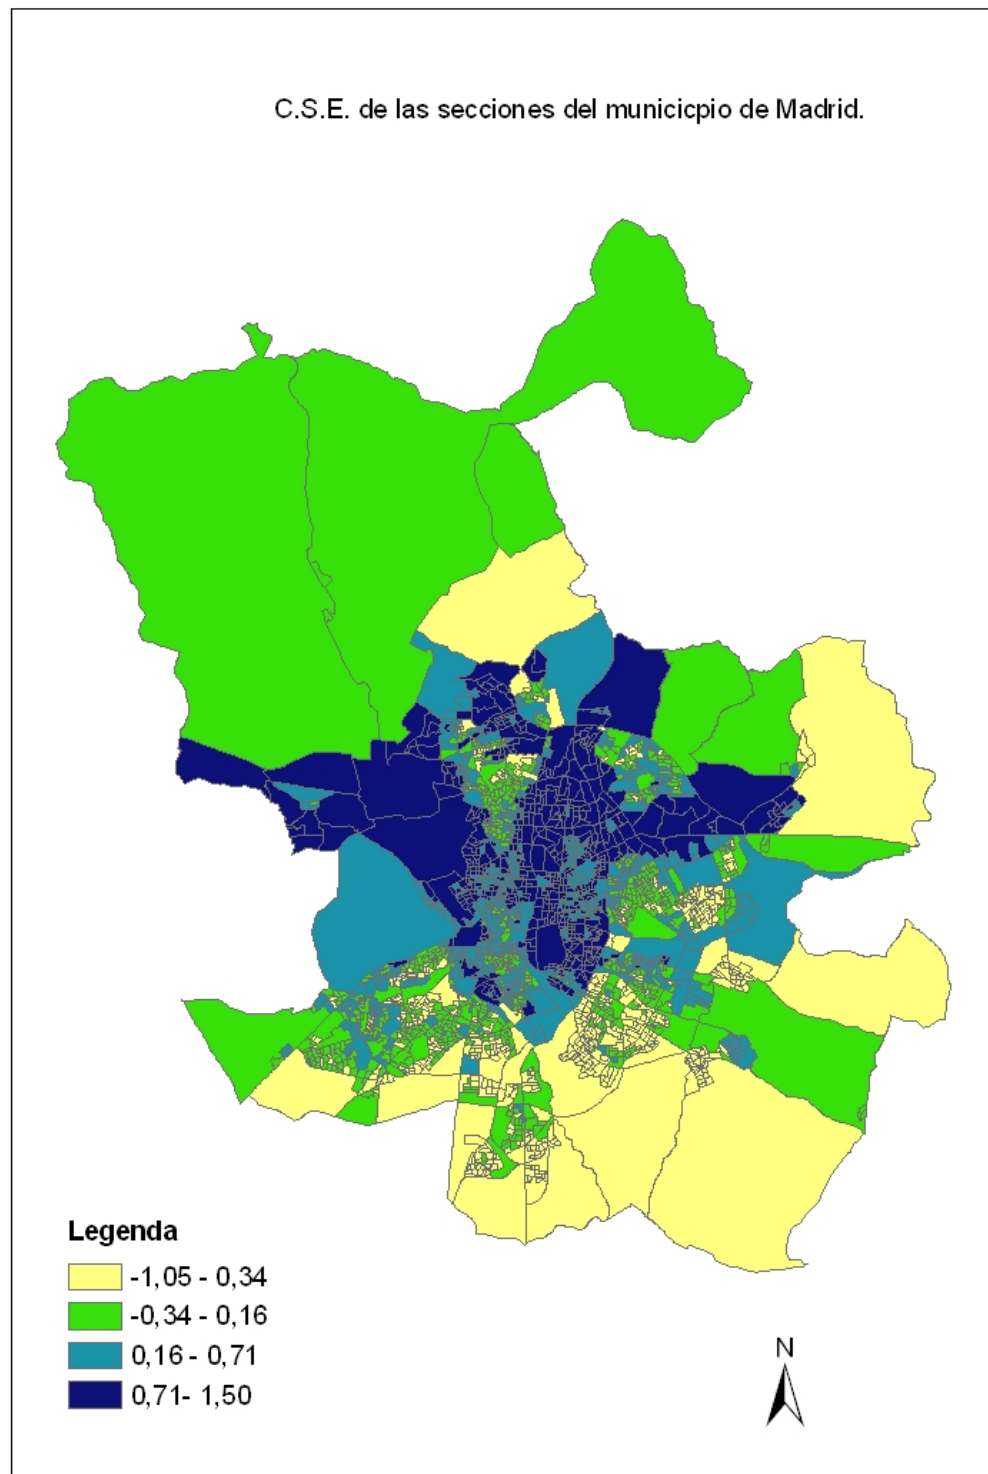 C.S.E. de las secciones del municicpio de Madrid.
Legenda
-1,05 - 0,34
-0,34 - 0,16
0,16 - 0,71
0,71- 1,50
N